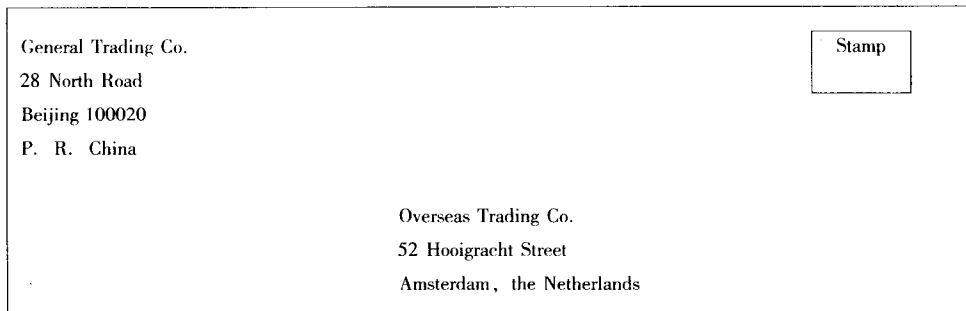 General Trading Co.
28 North Road
Beijing 100020
P. R. China
Stamp
Overseas Trading Co.
52 Hooigracht Street
Amsterdam, the Netherlands